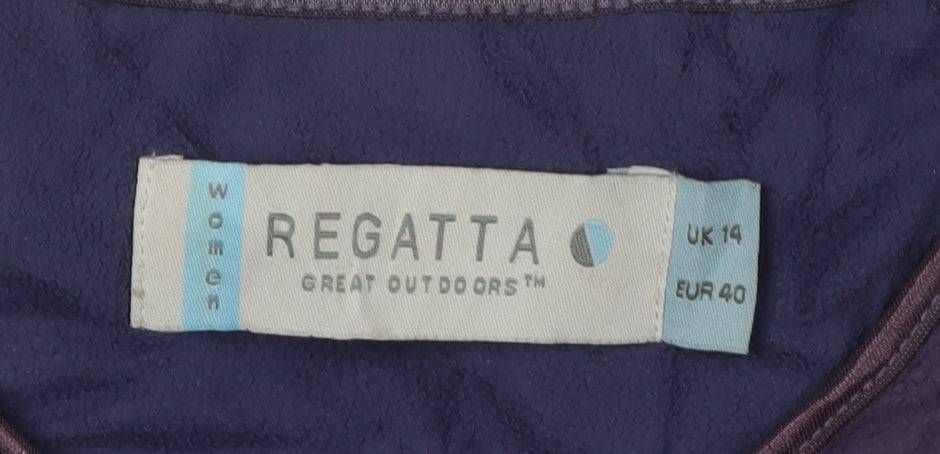 women
REGATTA
GREAT OUTDOORS™
UK 14
EUR 40